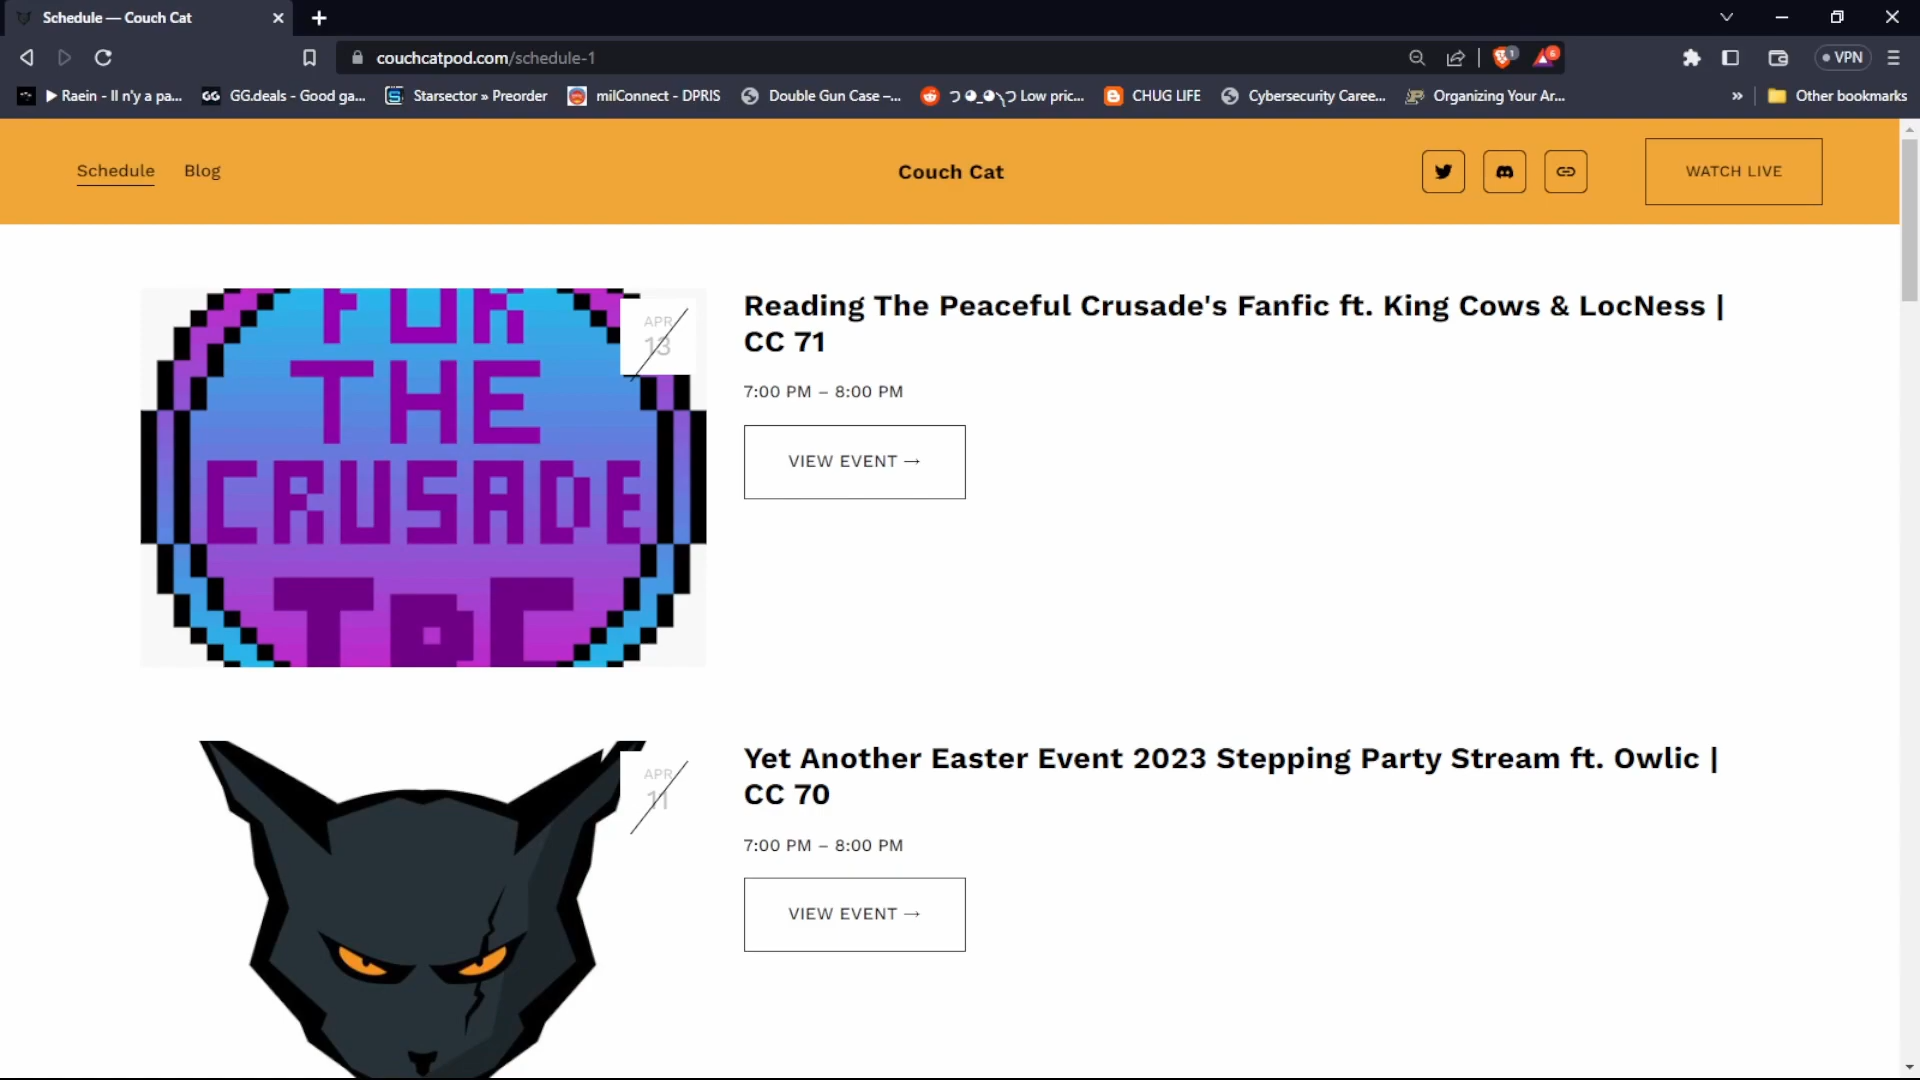 Schedule — Couch Cat
couchcatpod.com/schedule-1
1
6
VPN
▶ Raein - Il n'y a pa...
GG.deals - Good ga...
Starsector » Preorder
milConnect - DPRIS
Double Gun Case –...
Low pric...
CHUG LIFE
Cybersecurity Caree...
Organizing Your Ar...
»
Other bookmarks
Schedule
Blog
Couch Cat
WATCH LIVE
FOR
THE
CRUSADE
TPC
APR
13
Reading The Peaceful Crusade's Fanfic ft. King Cows & LocNess |
CC 71
7:00 PM – 8:00 PM
VIEW EVENT →
APR
11
Yet Another Easter Event 2023 Stepping Party Stream ft. Owlic |
CC 70
7:00 PM – 8:00 PM
VIEW EVENT →